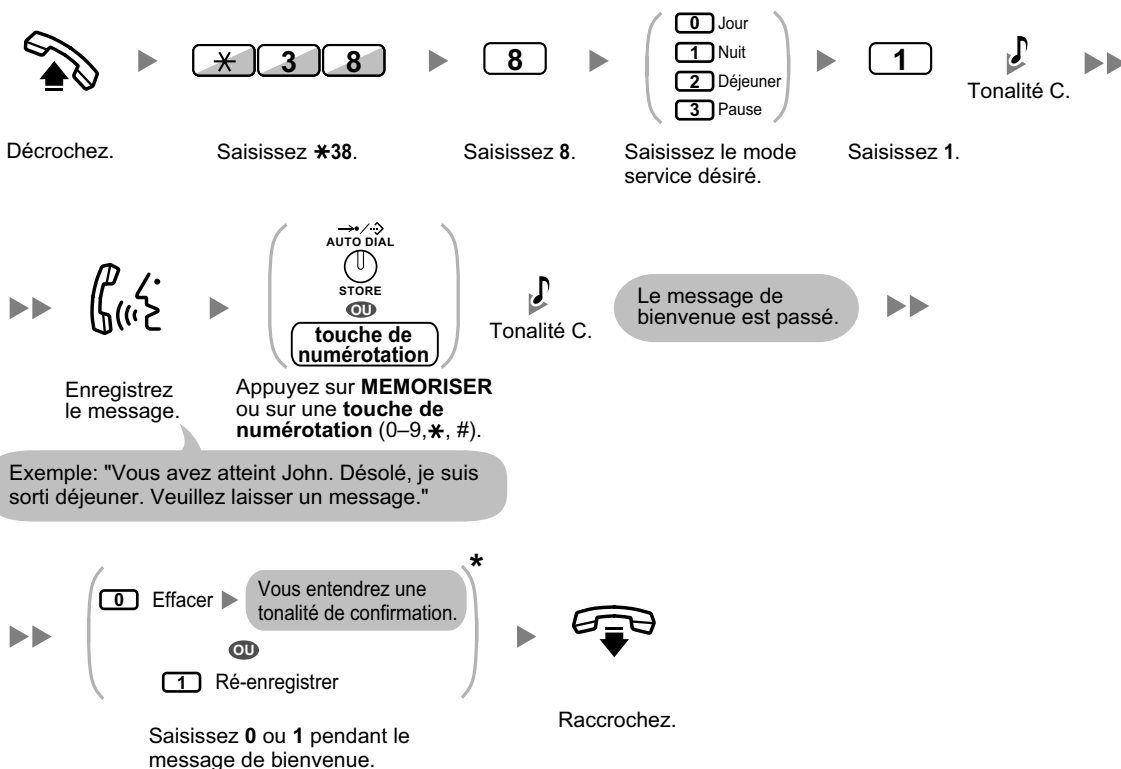 0 Jour
1 Nuit
2 Déjeuner
3 Pause
✱ 3 8
8
1
Tonalité C.
Décrochez.
Saisissez ✱38.
Saisissez 8.
Saisissez le mode
service désiré.
Saisissez 1.
AUTO DIAL
STORE
OU
touche de
numérotation
Tonalité C.
Le message de
bienvenue est passé.
Enregistrez
le message.
Appuyez sur MEMORISER
ou sur une touche de
numérotation (0–9,✱, #).
Exemple: "Vous avez atteint John. Désolé, je suis
sorti déjeuner. Veuillez laisser un message."
0 Effacer
Vous entendrez une
tonalité de confirmation.
*
OU
1 Ré-enregistrer
Saisissez 0 ou 1 pendant le
message de bienvenue.
Raccrochez.